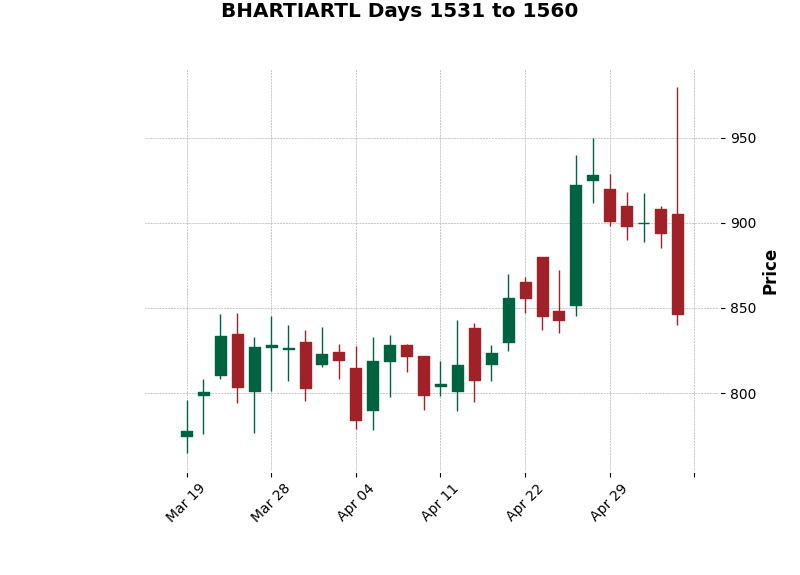 BHARTIARTL Days 1531 to 1560
950
900
850
800
Price
Mar 19
Mar 28
Apr 04
Apr 11
Apr 22
Apr 29